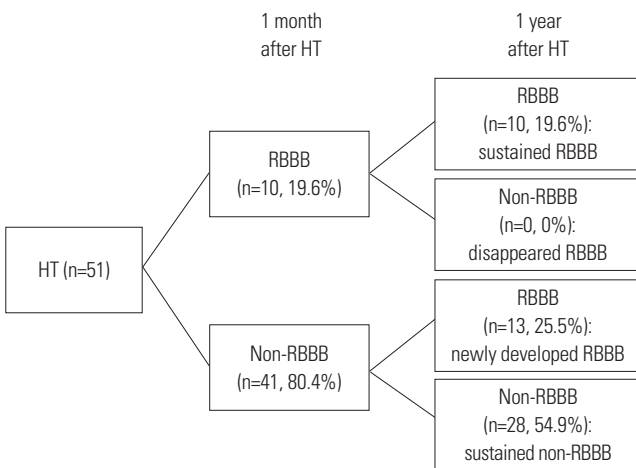 1 month
after HT
1 year
after HT
HT (n=51)
RBBB
(n=10, 19.6%)
Non-RBBB
(n=41, 80.4%)
RBBB
(n=10, 19.6%):
sustained RBBB
Non-RBBB
(n=0, 0%):
disappeared RBBB
RBBB
(n=13, 25.5%):
newly developed RBBB
Non-RBBB
(n=28, 54.9%):
sustained non-RBBB